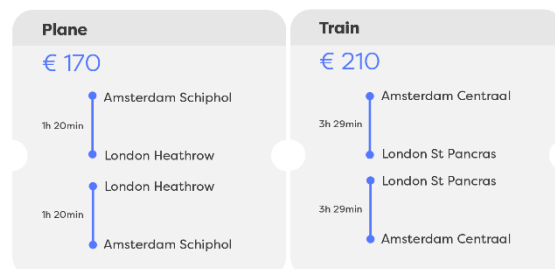 Plane
€ 170
Amsterdam Schiphol
1h 20min
London Heathrow
London Heathrow
1h 20min
Amsterdam Schiphol
Train
€ 210
Amsterdam Centraal
3h 29min
London St Pancras
London St Pancras
3h 29min
Amsterdam Centraal